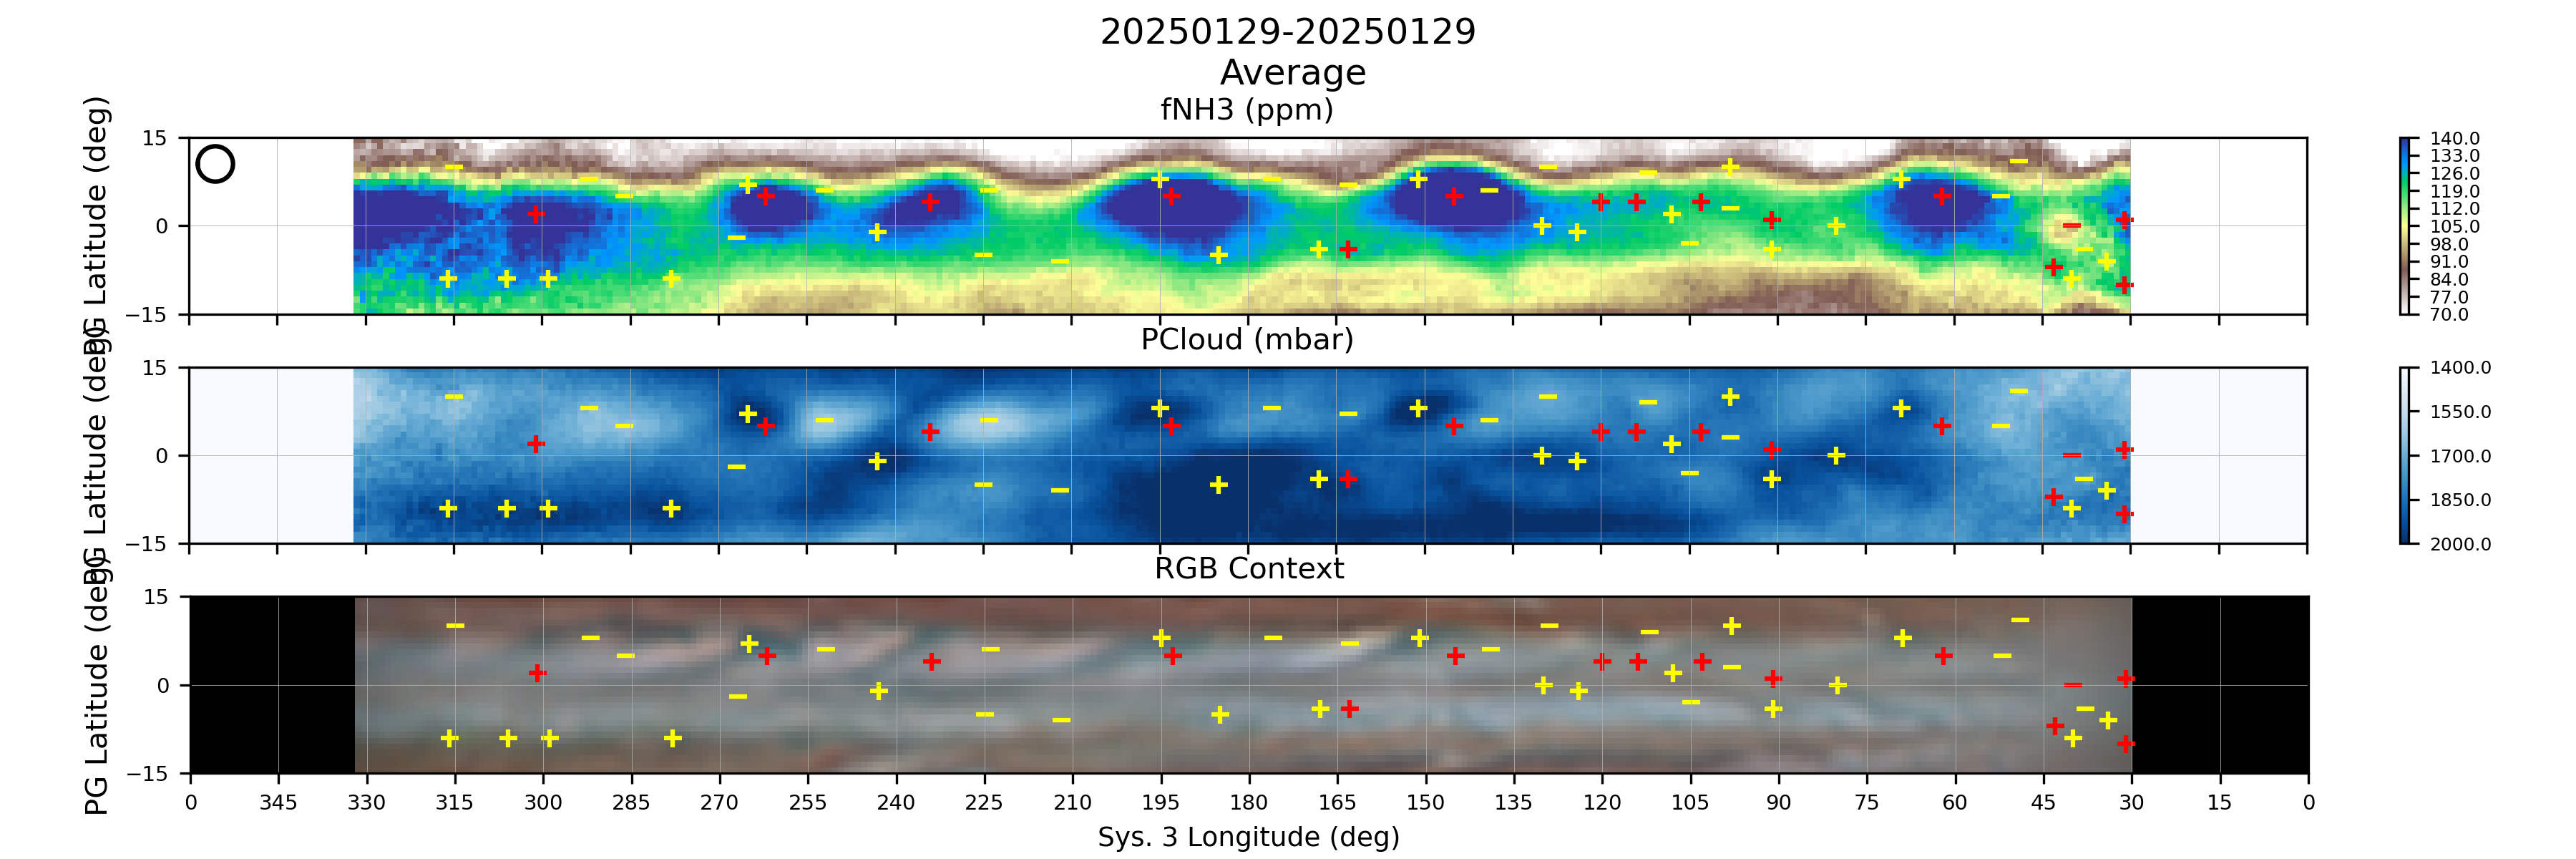 20250129-20250129
Average
fNH3 (ppm)
PG Latitude (deg)
15
0
−15
140.0
133.0
126.0
119.0
112.0
105.0
98.0
91.0
84.0
77.0
70.0
PCloud (mbar)
PG Latitude (deg)
15
0
−15
1400.0
1550.0
1700.0
1850.0
2000.0
RGB Context
PG Latitude (deg)
15
0
−15
0 345 330 315 300 285 270 255 240 225 210 195 180 165 150 135 120 105 90 75 60 45 30 15 0
Sys. 3 Longitude (deg)